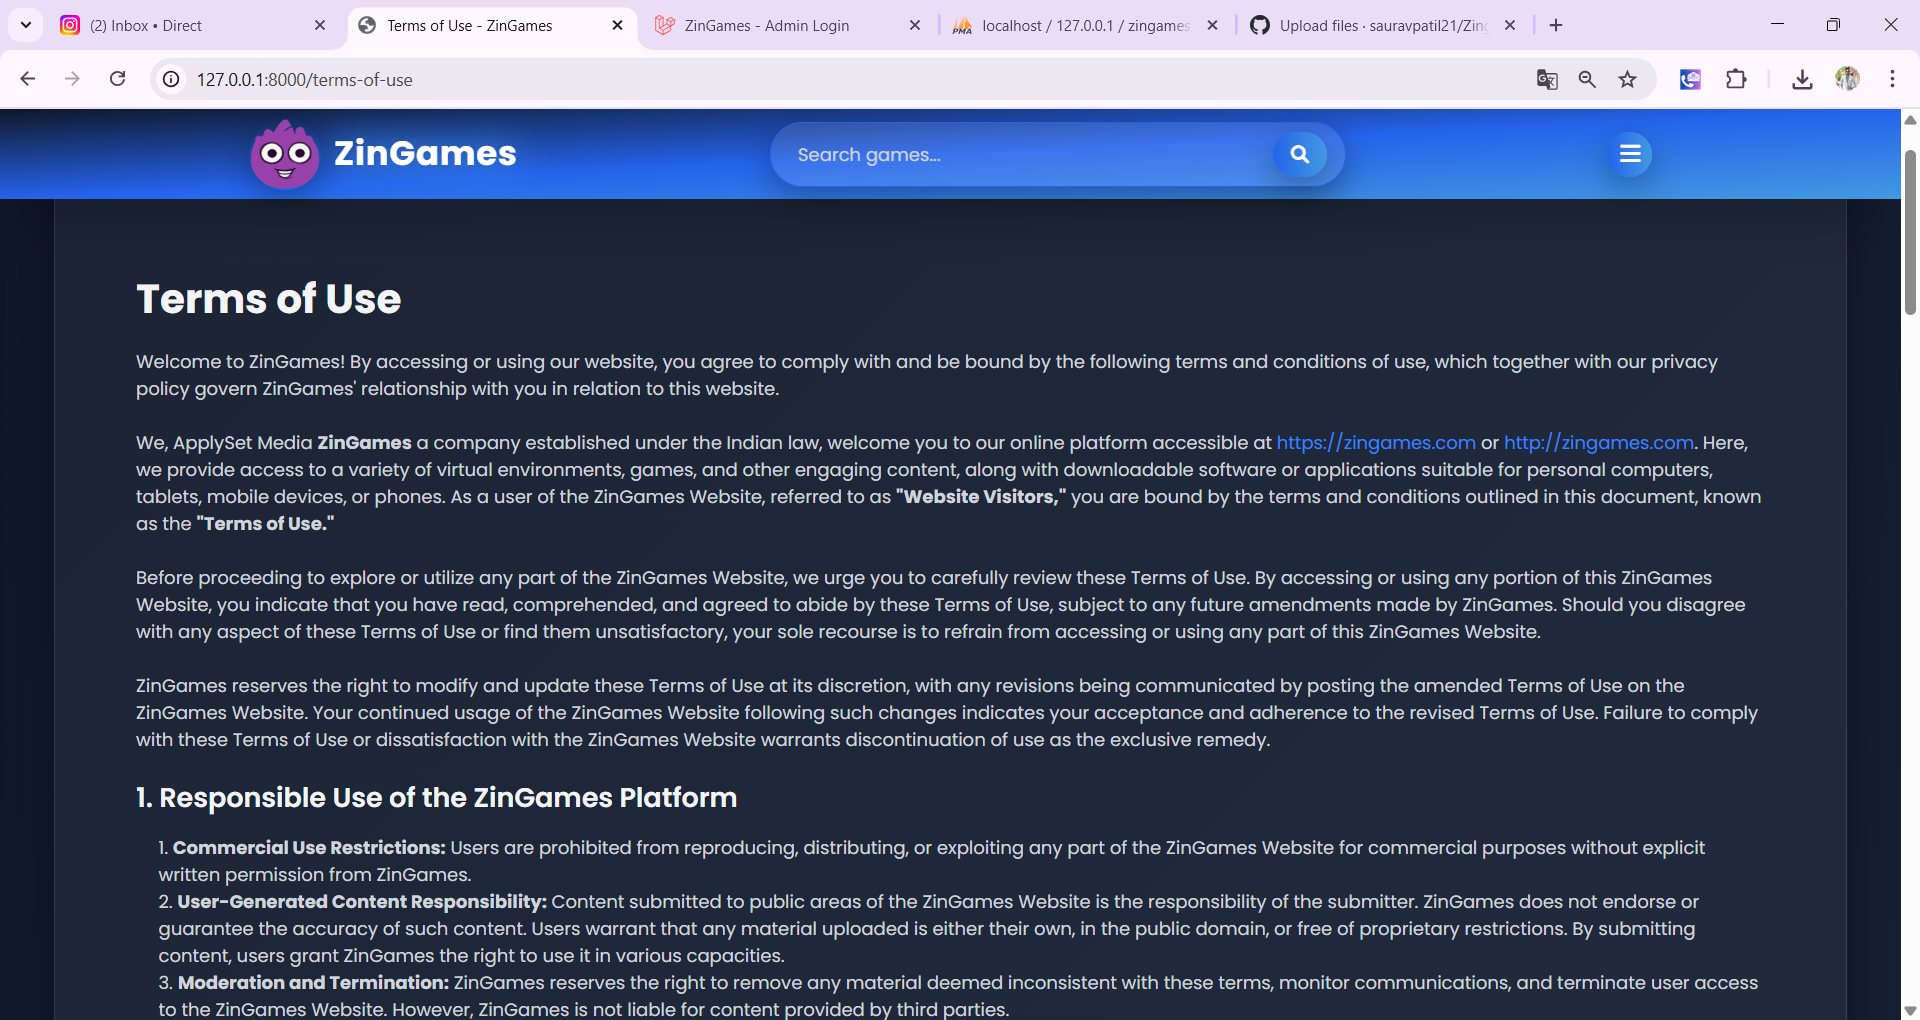 (2) Inbox • Direct
Terms of Use - ZinGames
ZinGames - Admin Login
localhost / 127.0.0.1 / zingames
Upload files · sauravpatil21/Zin
127.0.0.1:8000/terms-of-use
ZinGames
Search games...
Terms of Use
Welcome to ZinGames! By accessing or using our website, you agree to comply with and be bound by the following terms and conditions of use, which together with our privacy
policy govern ZinGames' relationship with you in relation to this website.
We, ApplySet Media ZinGames a company established under the Indian law, welcome you to our online platform accessible at https://zingames.com or http://zingames.com. Here,
we provide access to a variety of virtual environments, games, and other engaging content, along with downloadable software or applications suitable for personal computers,
tablets, mobile devices, or phones. As a user of the ZinGames Website, referred to as "Website Visitors," you are bound by the terms and conditions outlined in this document, known
as the "Terms of Use."
Before proceeding to explore or utilize any part of the ZinGames Website, we urge you to carefully review these Terms of Use. By accessing or using any portion of this ZinGames
Website, you indicate that you have read, comprehended, and agreed to abide by these Terms of Use, subject to any future amendments made by ZinGames. Should you disagree
with any aspect of these Terms of Use or find them unsatisfactory, your sole recourse is to refrain from accessing or using any part of this ZinGames Website.
ZinGames reserves the right to modify and update these Terms of Use at its discretion, with any revisions being communicated by posting the amended Terms of Use on the
ZinGames Website. Your continued usage of the ZinGames Website following such changes indicates your acceptance and adherence to the revised Terms of Use. Failure to comply
with these Terms of Use or dissatisfaction with the ZinGames Website warrants discontinuation of use as the exclusive remedy.
1. Responsible Use of the ZinGames Platform
1. Commercial Use Restrictions: Users are prohibited from reproducing, distributing, or exploiting any part of the ZinGames Website for commercial purposes without explicit
written permission from ZinGames.
2. User-Generated Content Responsibility: Content submitted to public areas of the ZinGames Website is the responsibility of the submitter. ZinGames does not endorse or
guarantee the accuracy of such content. Users warrant that any material uploaded is either their own, in the public domain, or free of proprietary restrictions. By submitting
content, users grant ZinGames the right to use it in various capacities.
3. Moderation and Termination: ZinGames reserves the right to remove any material deemed inconsistent with these terms, monitor communications, and terminate user access
to the ZinGames Website. However, ZinGames is not liable for content provided by third parties.